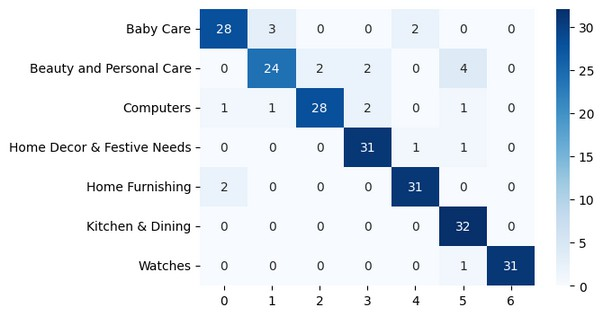 Baby Care 28 3 0 0 2 0 0
Beauty and Personal Care 0 24 2 2 0 4 0
Computers 1 1 28 2 0 1 0
Home Decor & Festive Needs 0 0 0 31 1 1 0
Home Furnishing 2 0 0 0 31 0 0
Kitchen & Dining 0 0 0 0 0 32 0
Watches 0 0 0 0 0 1 31
0 1 2 3 4 5 6
30
25
20
15
10
5
0